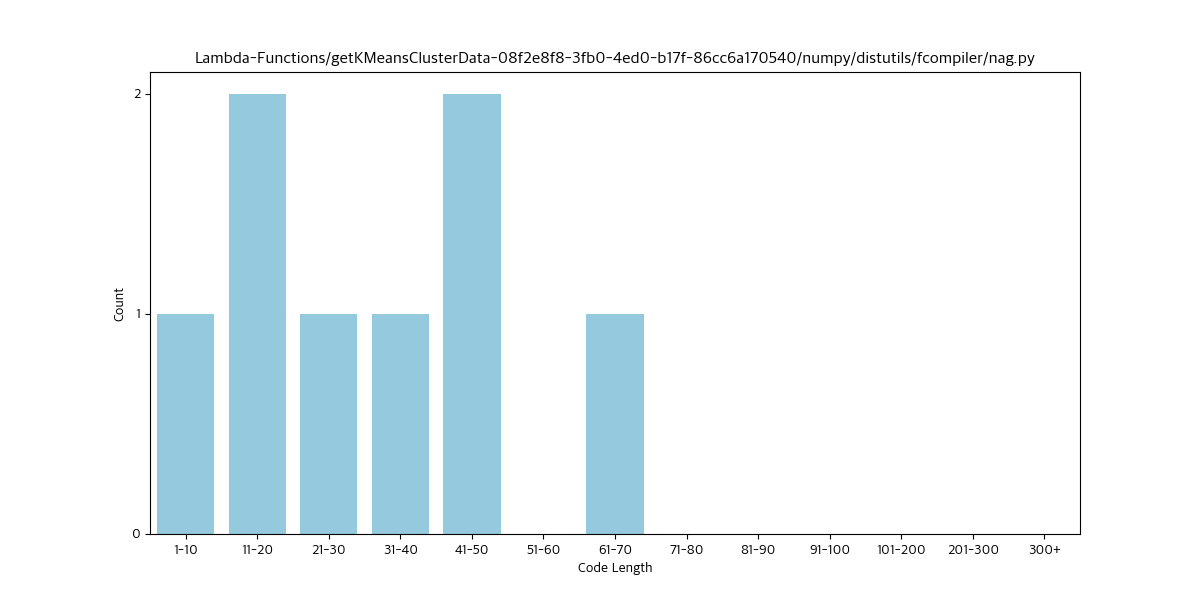 Lambda-Functions/getKMeansClusterData-08f2e8f8-3fb0-4ed0-b17f-86cc6a170540/numpy/distutils/fcompiler/nag.py
2
1
0
Count
1-10 11-20 21-30 31-40 41-50 51-60 61-70 71-80 81-90 91-100 101-200 201-300 300+
Code Length